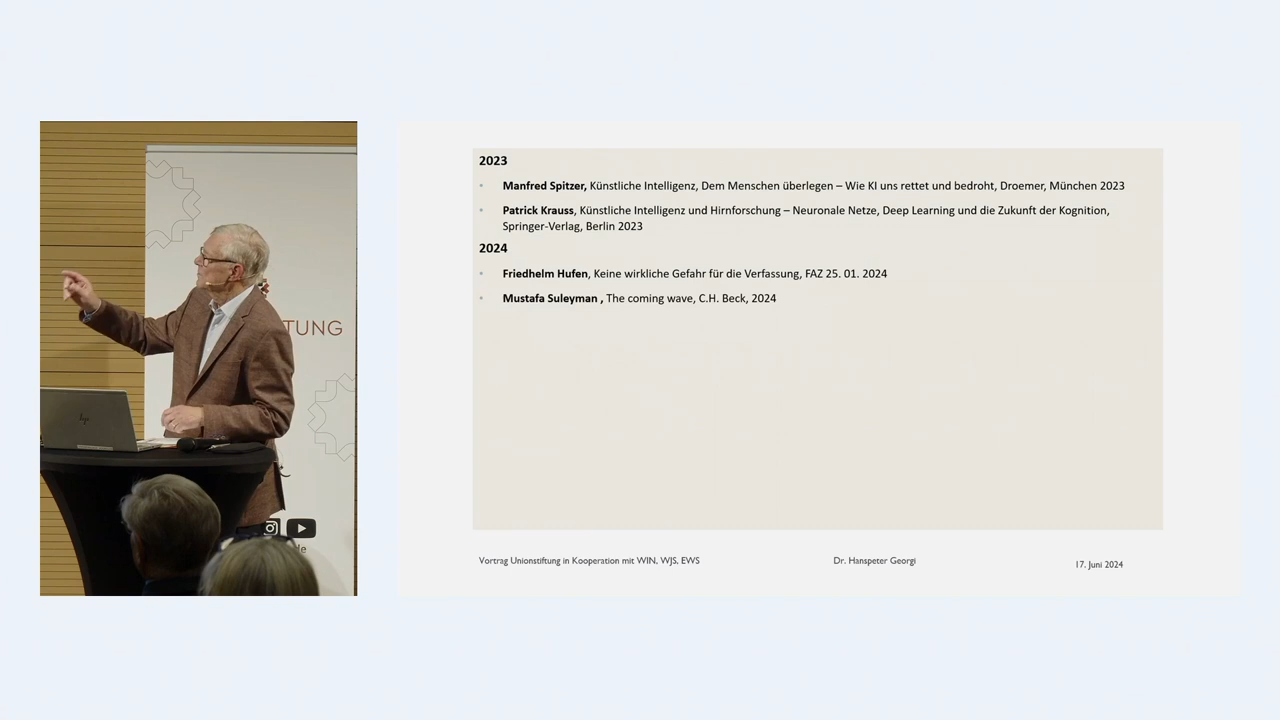 TUNG
hp
de
2023
• Manfred Spitzer, Künstliche Intelligenz, Dem Menschen überlegen – Wie KI uns rettet und bedroht, Droemer, München 2023
• Patrick Krauss, Künstliche Intelligenz und Hirnforschung – Neuronale Netze, Deep Learning und die Zukunft der Kognition,
Springer-Verlag, Berlin 2023
2024
• Friedhelm Hufen, Keine wirkliche Gefahr für die Verfassung, FAZ 25. 01. 2024
• Mustafa Suleyman , The coming wave, C.H. Beck, 2024
Vortrag Unionstiftung in Kooperation mit WIN, WJS, EWS
Dr. Hanspeter Georgi
17. Juni 2024